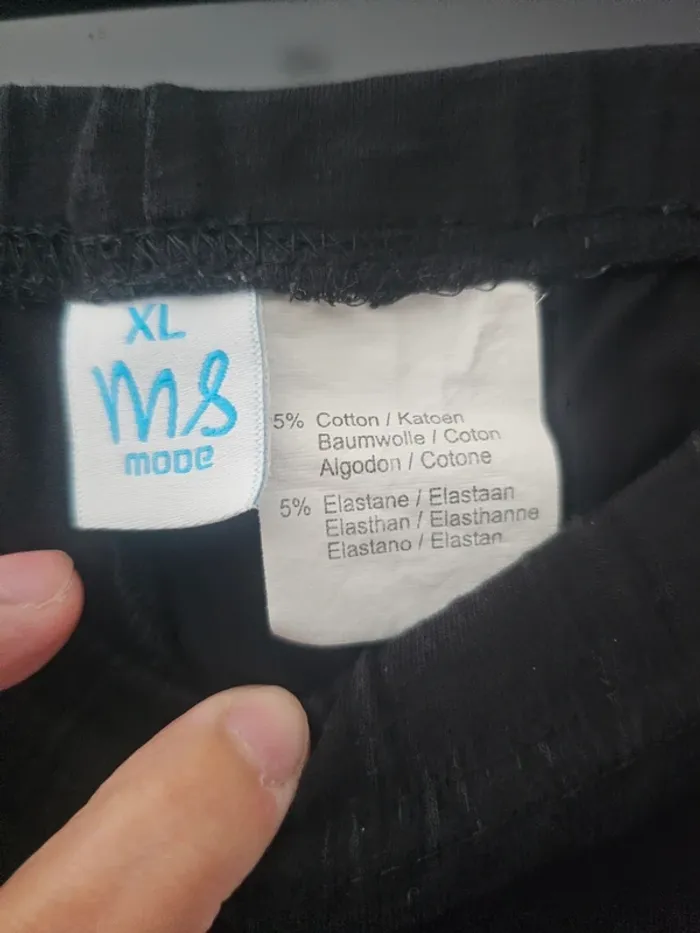 XL
ms
mode
5% Cotton / Katoen
Baumwolle / Coton
Algodon / Cotone
5% Elastane / Elastaan
Elasthan / Elasthanne
Elastano / Elastan